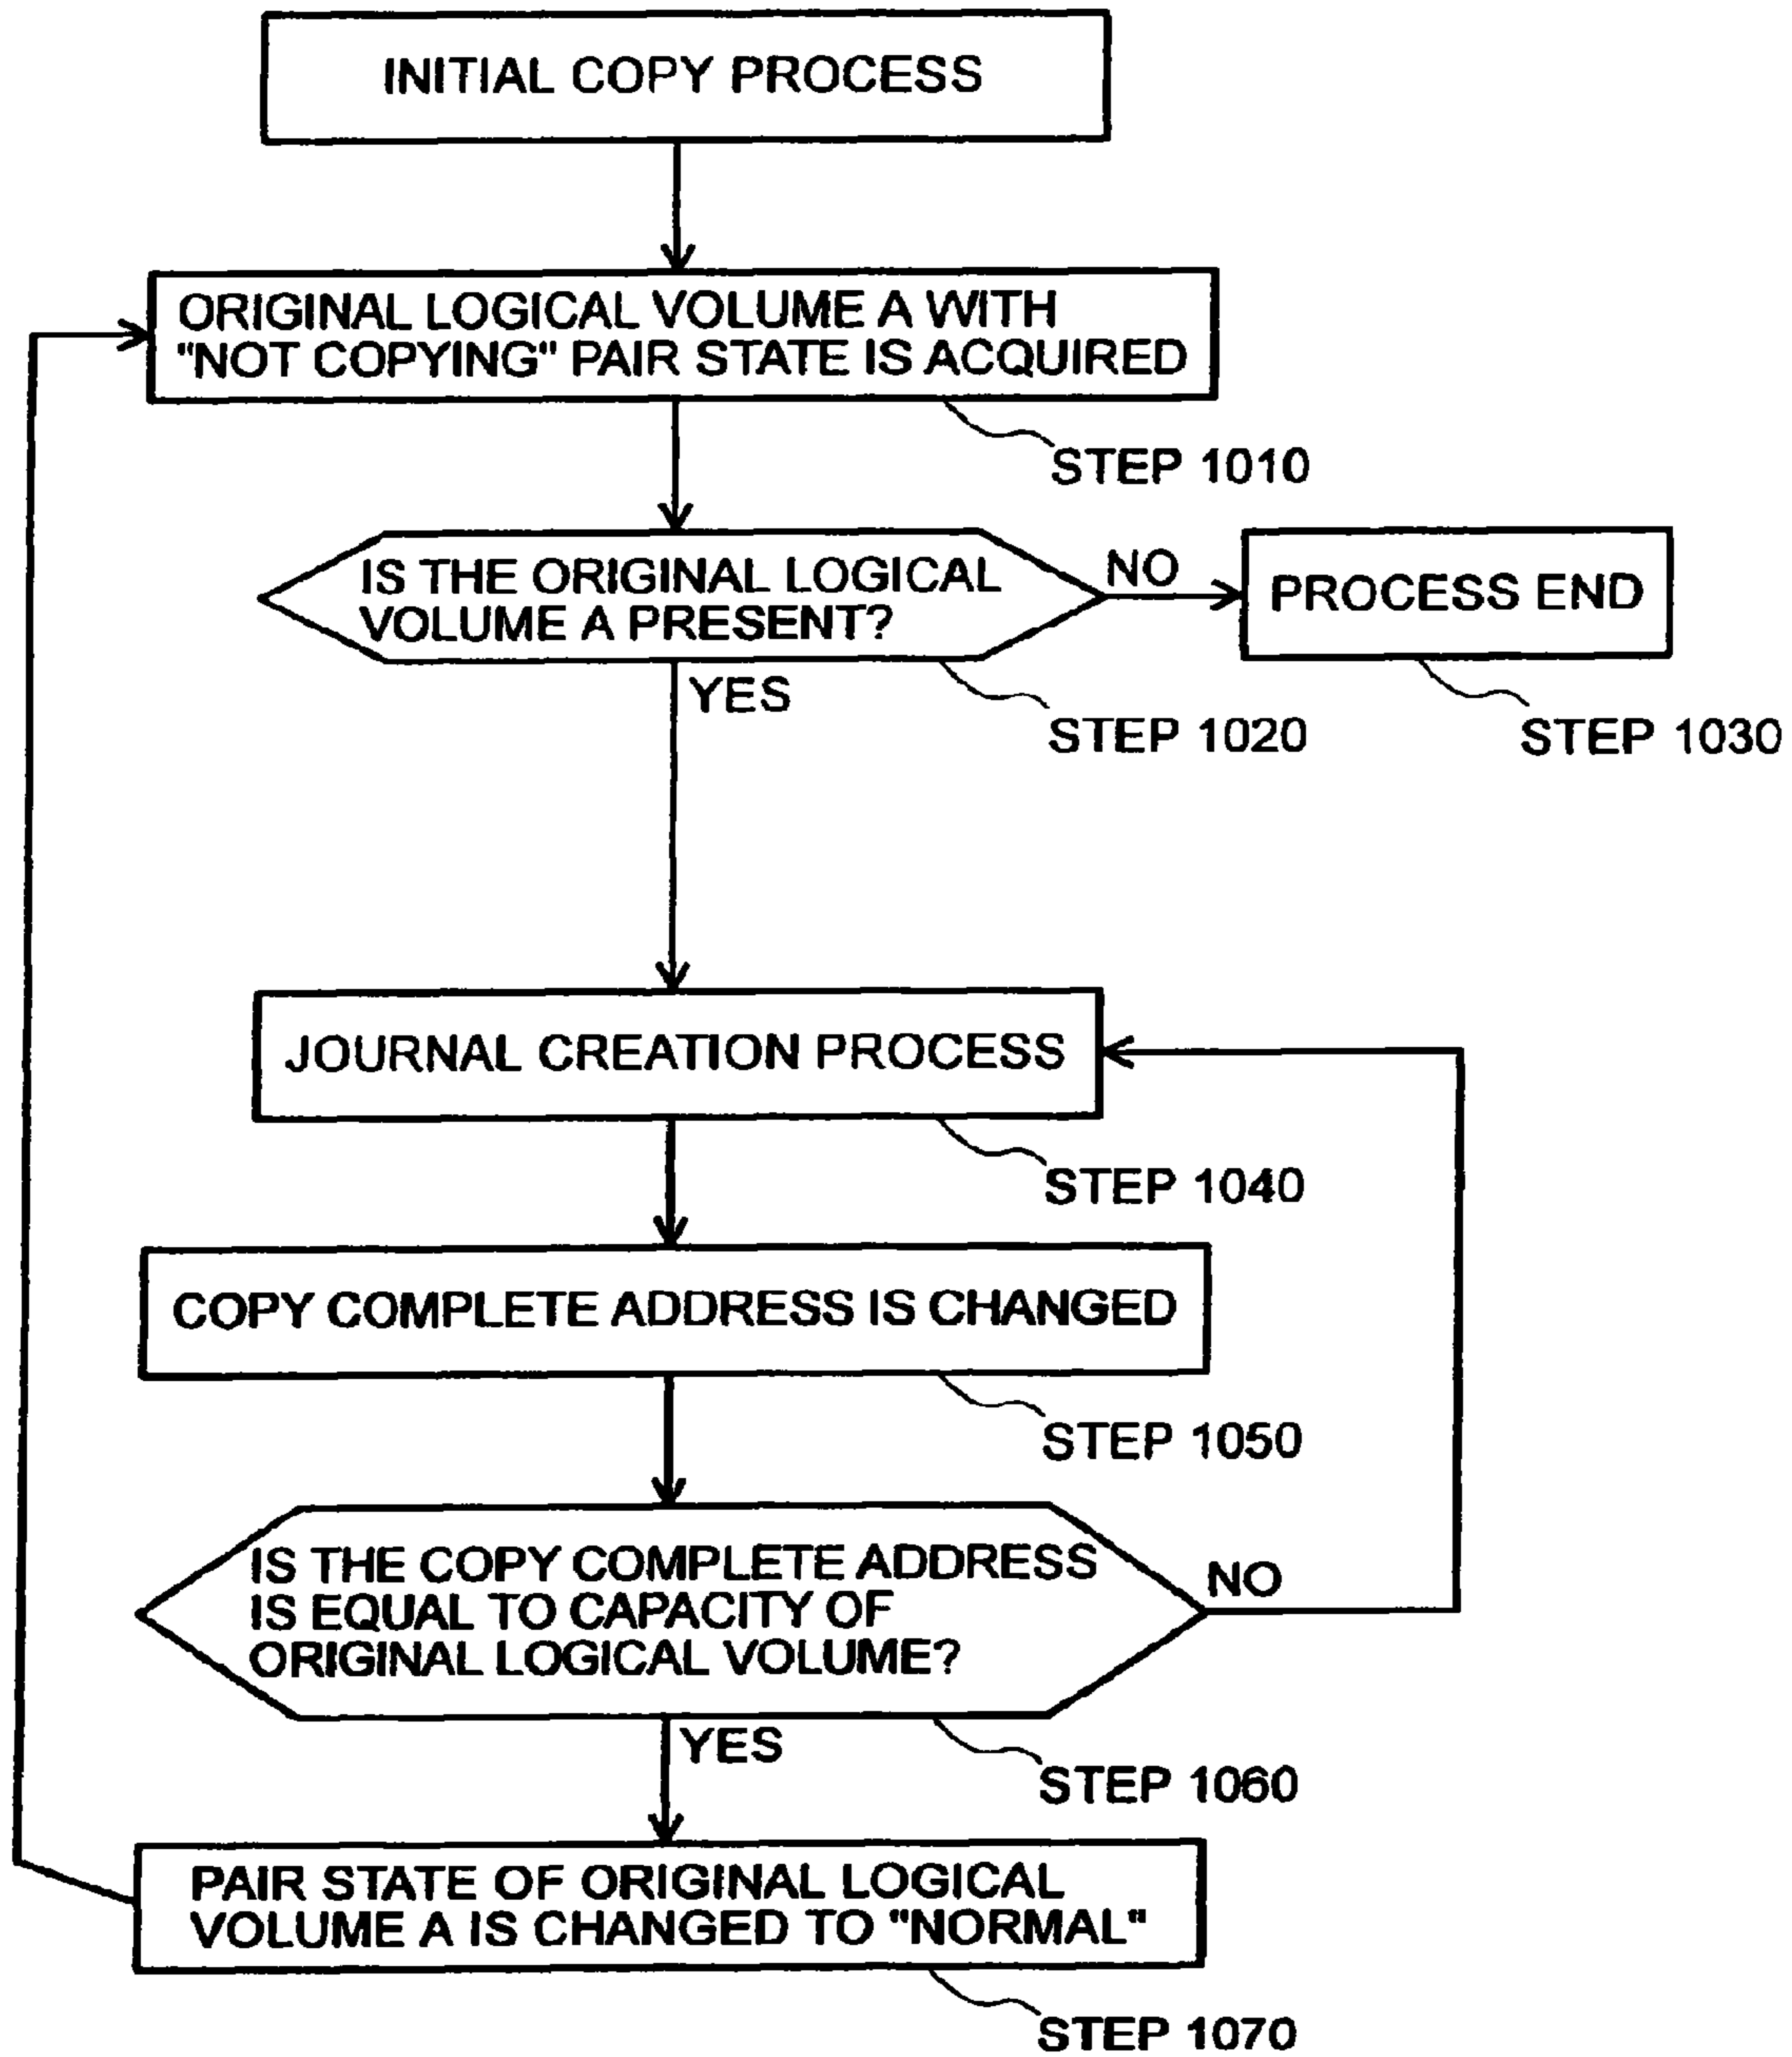 INITIAL COPY PROCESS
ORIGINAL LOGICAL VOLUME A WITH
"NOT COPYING" PAIR STATE IS ACQUIRED
STEP 1010
IS THE ORIGINAL LOGICAL
VOLUME A PRESENT?
NO
PROCESS END
YES
STEP 1020
STEP 1030
JOURNAL CREATION PROCESS
STEP 1040
COPY COMPLETE ADDRESS IS CHANGED
STEP 1050
IS THE COPY COMPLETE ADDRESS
IS EQUAL TO CAPACITY OF
ORIGINAL LOGICAL VOLUME?
NO
YES
STEP 1060
PAIR STATE OF ORIGINAL LOGICAL
VOLUME A IS CHANGED TO "NORMAL"
STEP 1070